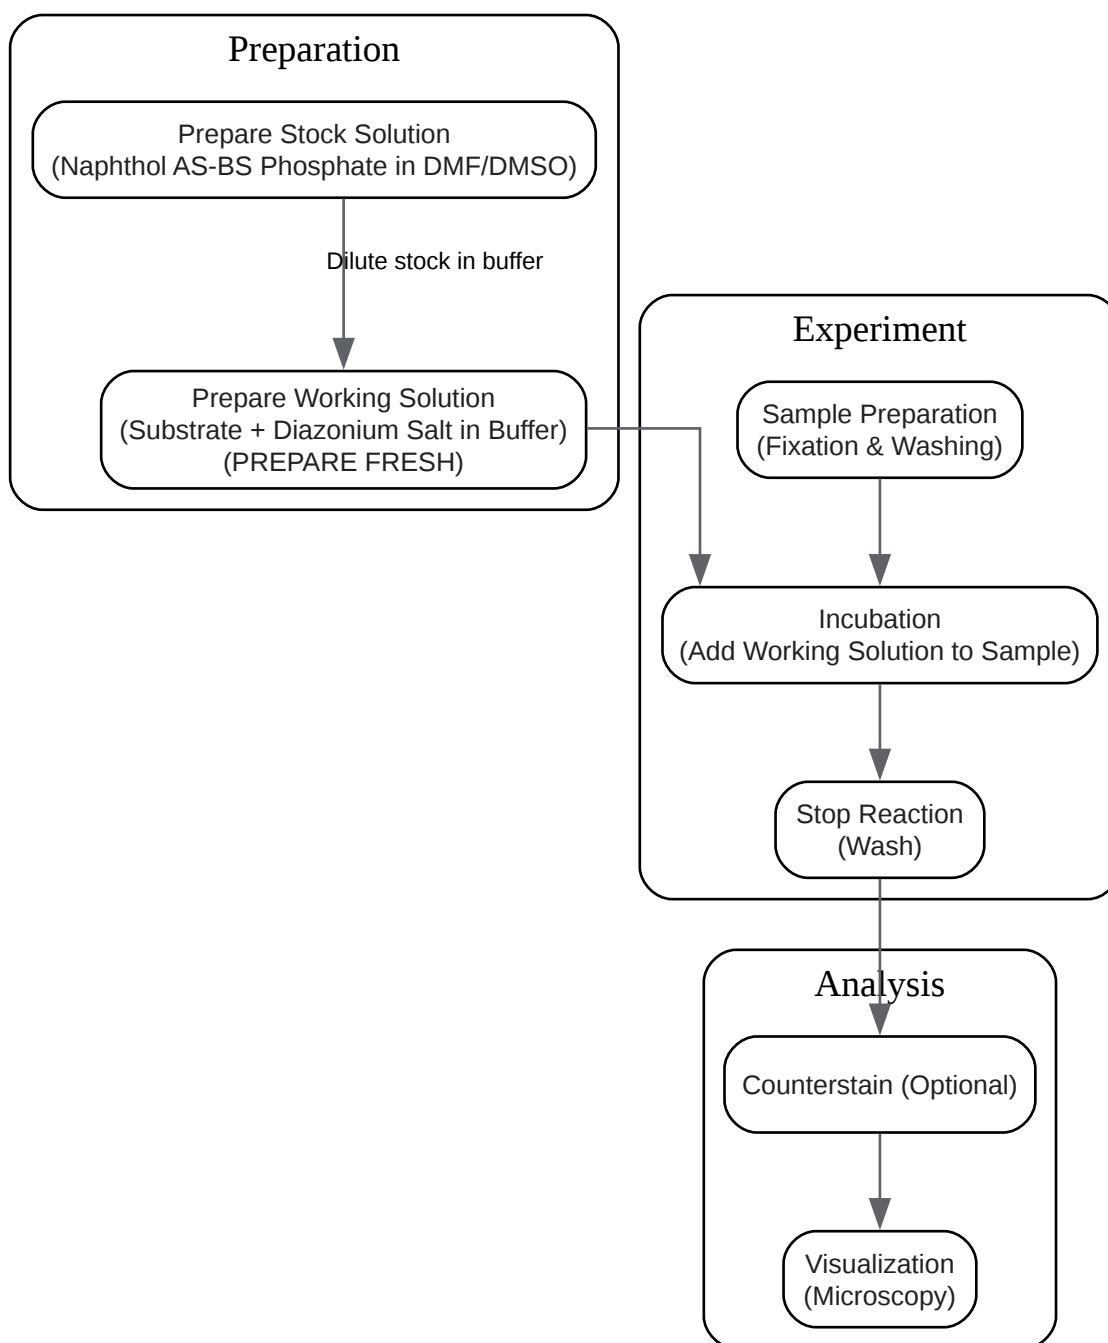 Preparation
Prepare Stock Solution
(Naphthol AS-BS Phosphate in DMF/DMSO)
Dilute stock in buffer
Prepare Working Solution
(Substrate + Diazonium Salt in Buffer)
(PREPARE FRESH)
Experiment
Sample Preparation
(Fixation & Washing)
Incubation
(Add Working Solution to Sample)
Stop Reaction
(Wash)
Analysis
Counterstain (Optional)
Visualization
(Microscopy)